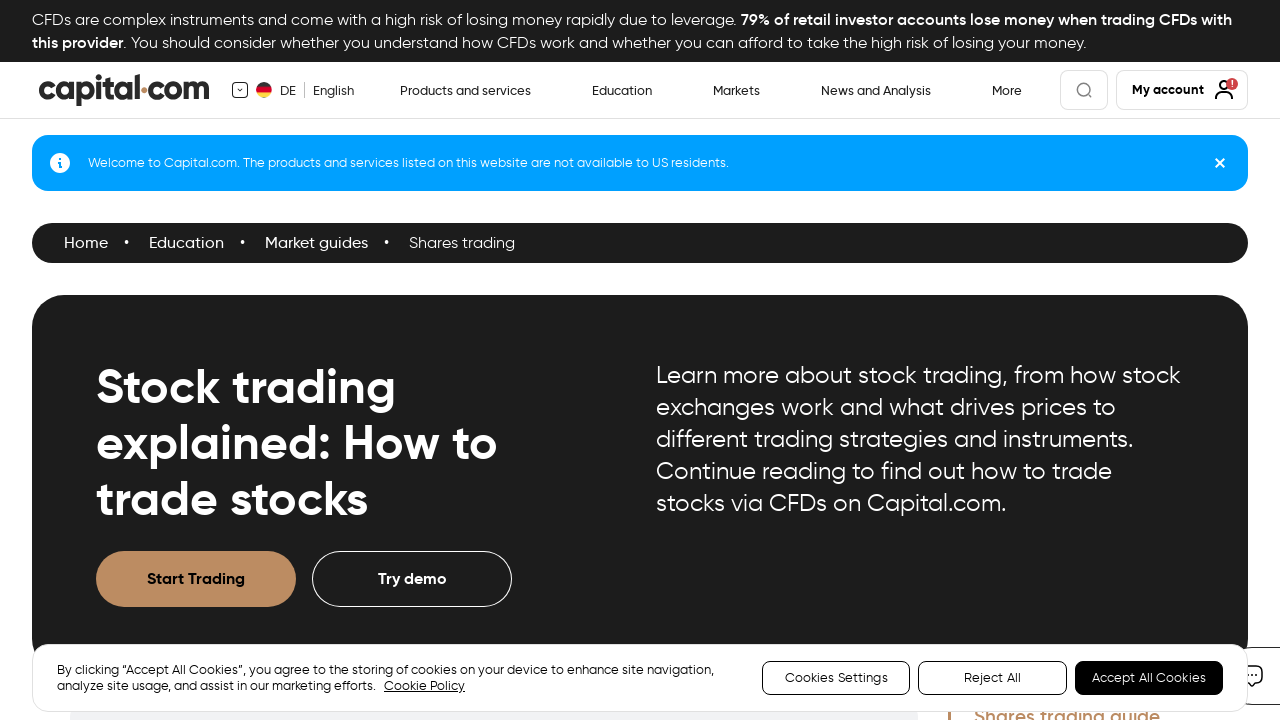 CFDs are complex instruments and come with a high risk of losing money rapidly due to leverage. 79% of retail investor accounts lose money when trading CFDs with
this provider. You should consider whether you understand how CFDs work and whether you can afford to take the high risk of losing your money.
capital.com DE English Products and services Education Markets News and Analysis More My account
Welcome to Capital.com. The products and services listed on this website are not available to US residents.
Home • Education • Market guides • Shares trading
Stock trading
explained: How to
trade stocks
Learn more about stock trading, from how stock
exchanges work and what drives prices to
different trading strategies and instruments.
Continue reading to find out how to trade
stocks via CFDs on Capital.com.
Start Trading Try demo
By clicking “Accept All Cookies”, you agree to the storing of cookies on your device to enhance site navigation,
analyze site usage, and assist in our marketing efforts. Cookie Policy
Cookies Settings Reject All Accept All Cookies
Shares trading guide